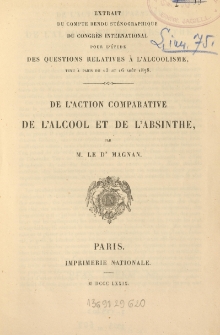 EXTRAIT
DU COMPTE RENDU STÉNOGRAPHIQUE
DU CONGRÈS INTERNATIONAL
POUR L'ÉTUDE
DES QUESTIONS RELATIVES À L'ALCOOLISME,
TENU À PARIS DU 13 AU 16 AOÛT 1878.
DE L'ACTION COMPARATIVE
DE L'ALCOOL ET DE L'ABSINTHE,
PAR
M. LE Dr MAGNAN.
PARIS.
IMPRIMERIE NATIONALE.
M DCCC LXXIX.